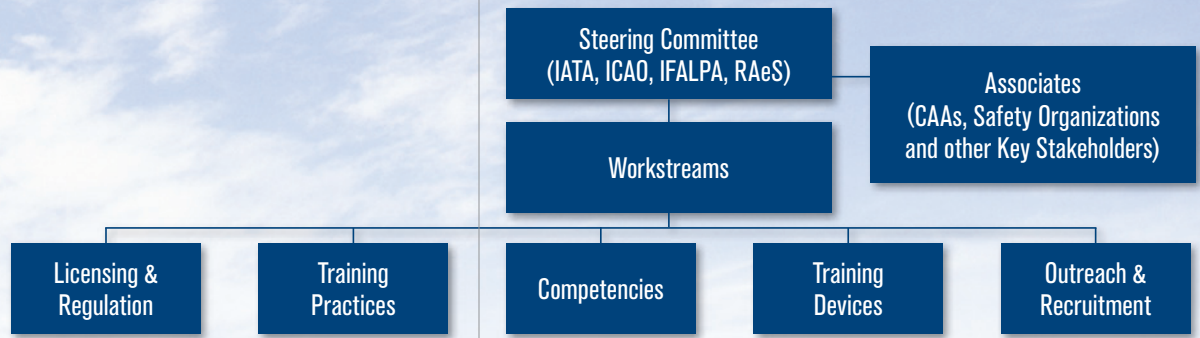 Steering Committee
(IATA, ICAO, IFALPA, RAeS)
Associates
(CAAs, Safety Organizations
and other Key Stakeholders)
Workstreams
Licensing &
Regulation
Training
Practices
Competencies
Training
Devices
Outreach &
Recruitment